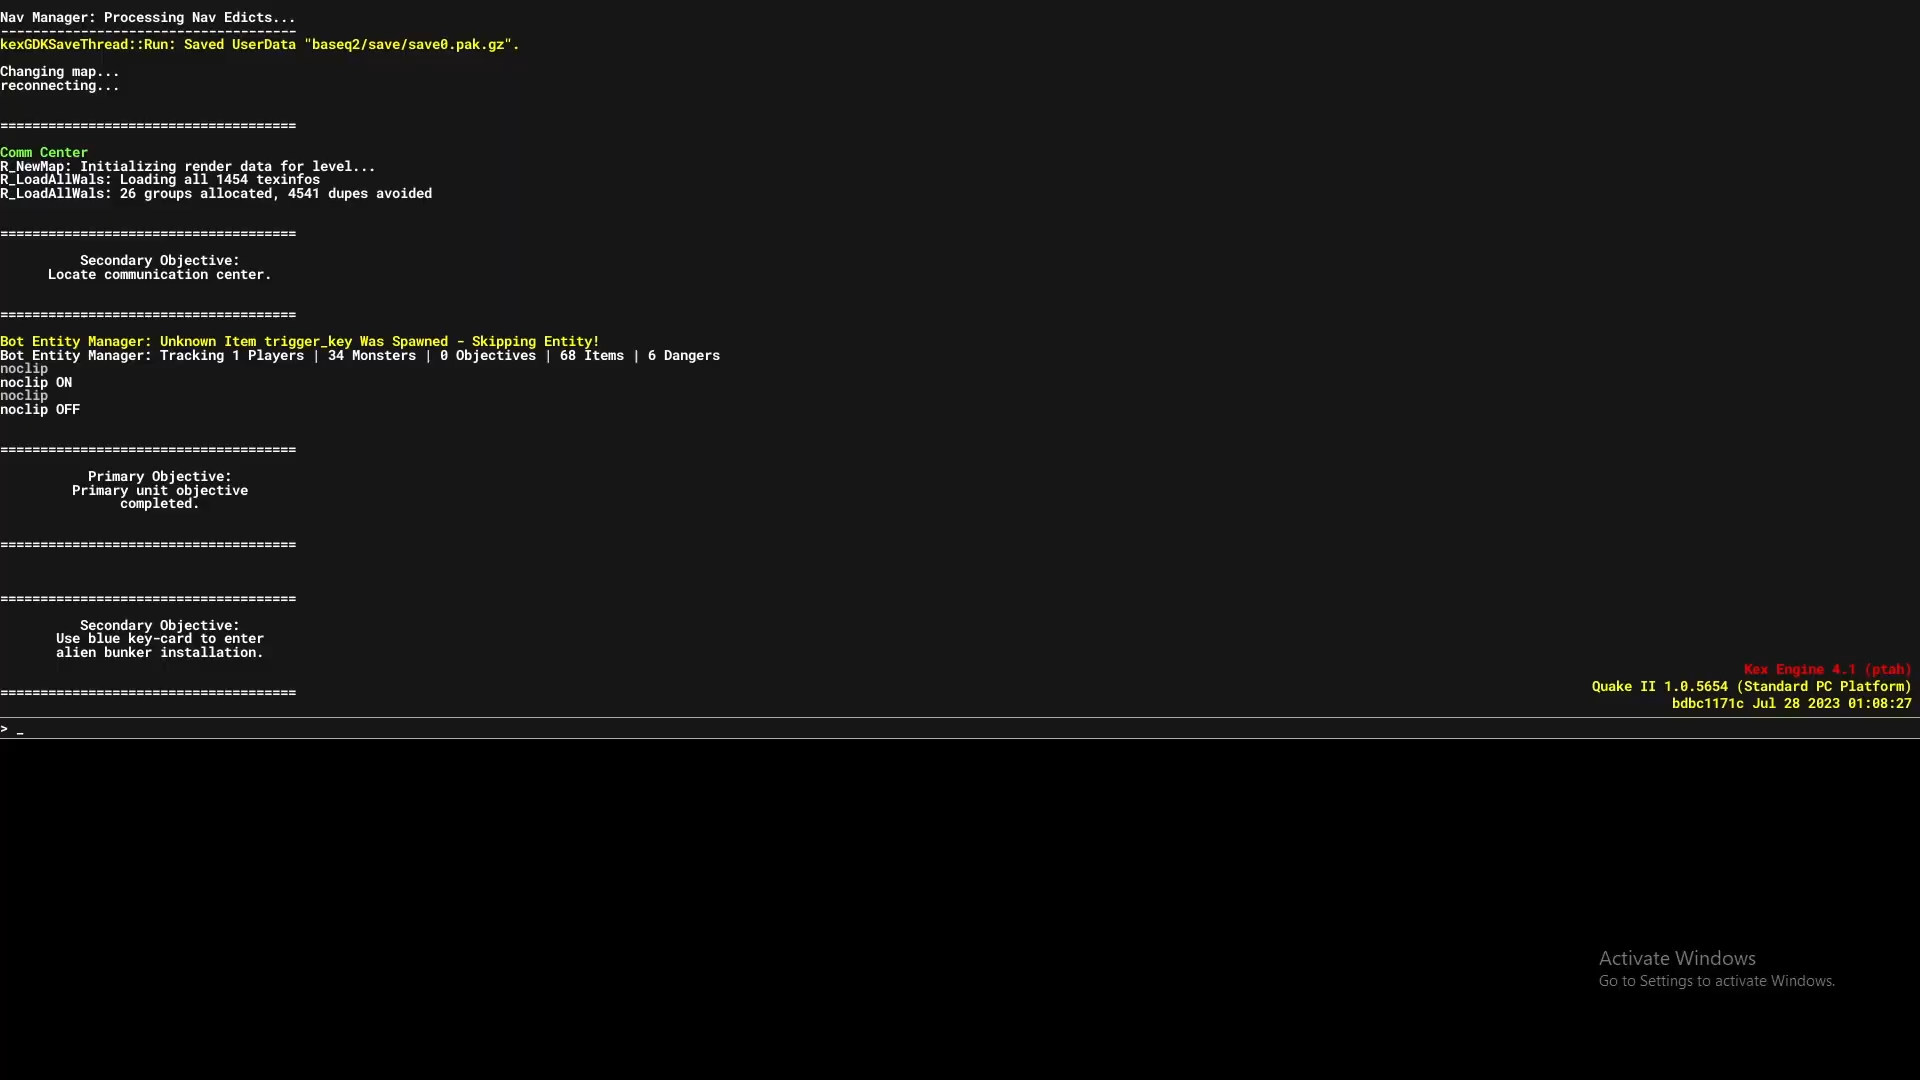 Nav Manager: Processing Nav Edicts...
-------------------------------------
kexGDKSaveThread::Run: Saved UserData "baseq2/save/save0.pak.gz".
Changing map...
reconnecting...
=====================================
Comm Center
R_NewMap: Initializing render data for level...
R_LoadAllWals: Loading all 1454 texinfos
R_LoadAllWals: 26 groups allocated, 4541 dupes avoided
=====================================
Secondary Objective:
Locate communication center.
=====================================
Bot Entity Manager: Unknown Item trigger_key Was Spawned - Skipping Entity!
Bot Entity Manager: Tracking 1 Players | 34 Monsters | 0 Objectives | 68 Items | 6 Dangers
noclip
noclip ON
noclip
noclip OFF
=====================================
Primary Objective:
Primary unit objective
completed.
=====================================
=====================================
Secondary Objective:
Use blue key-card to enter
alien bunker installation.
=====================================
Kex Engine 4.1 (ptah)
Quake II 1.0.5654 (Standard PC Platform)
bdbc1171c Jul 28 2023 01:08:27
> _
Activate Windows
Go to Settings to activate Windows.